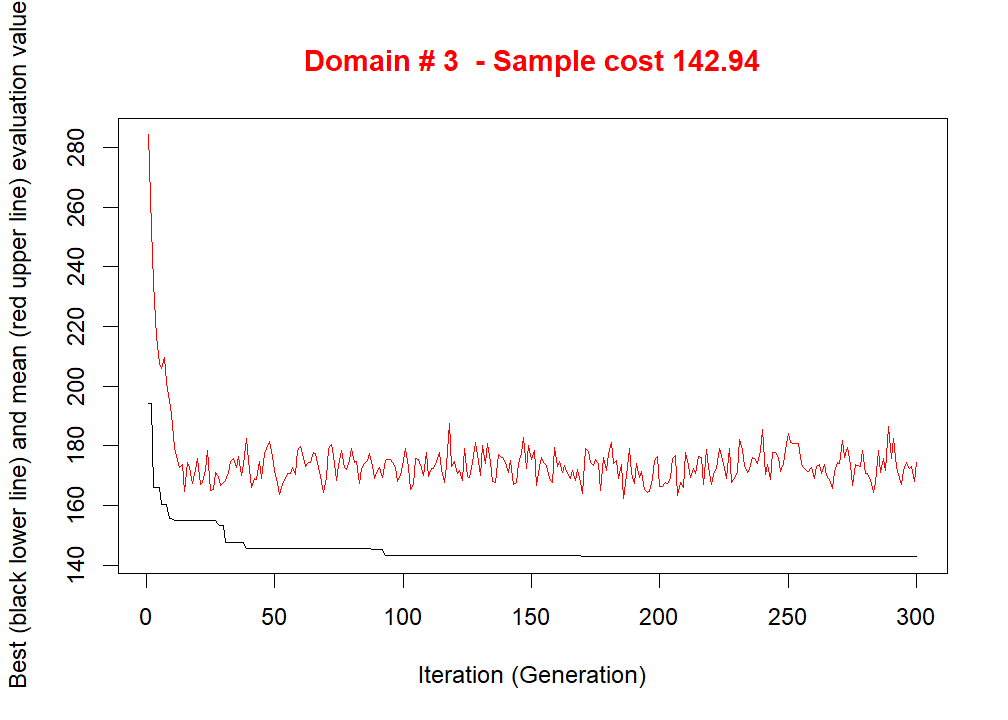 Domain # 3  - Sample cost 142.94
Best (black lower line) and mean (red upper line) evaluation value
280
260
240
220
200
180
160
140
0 50 100 150 200 250 300
Iteration (Generation)